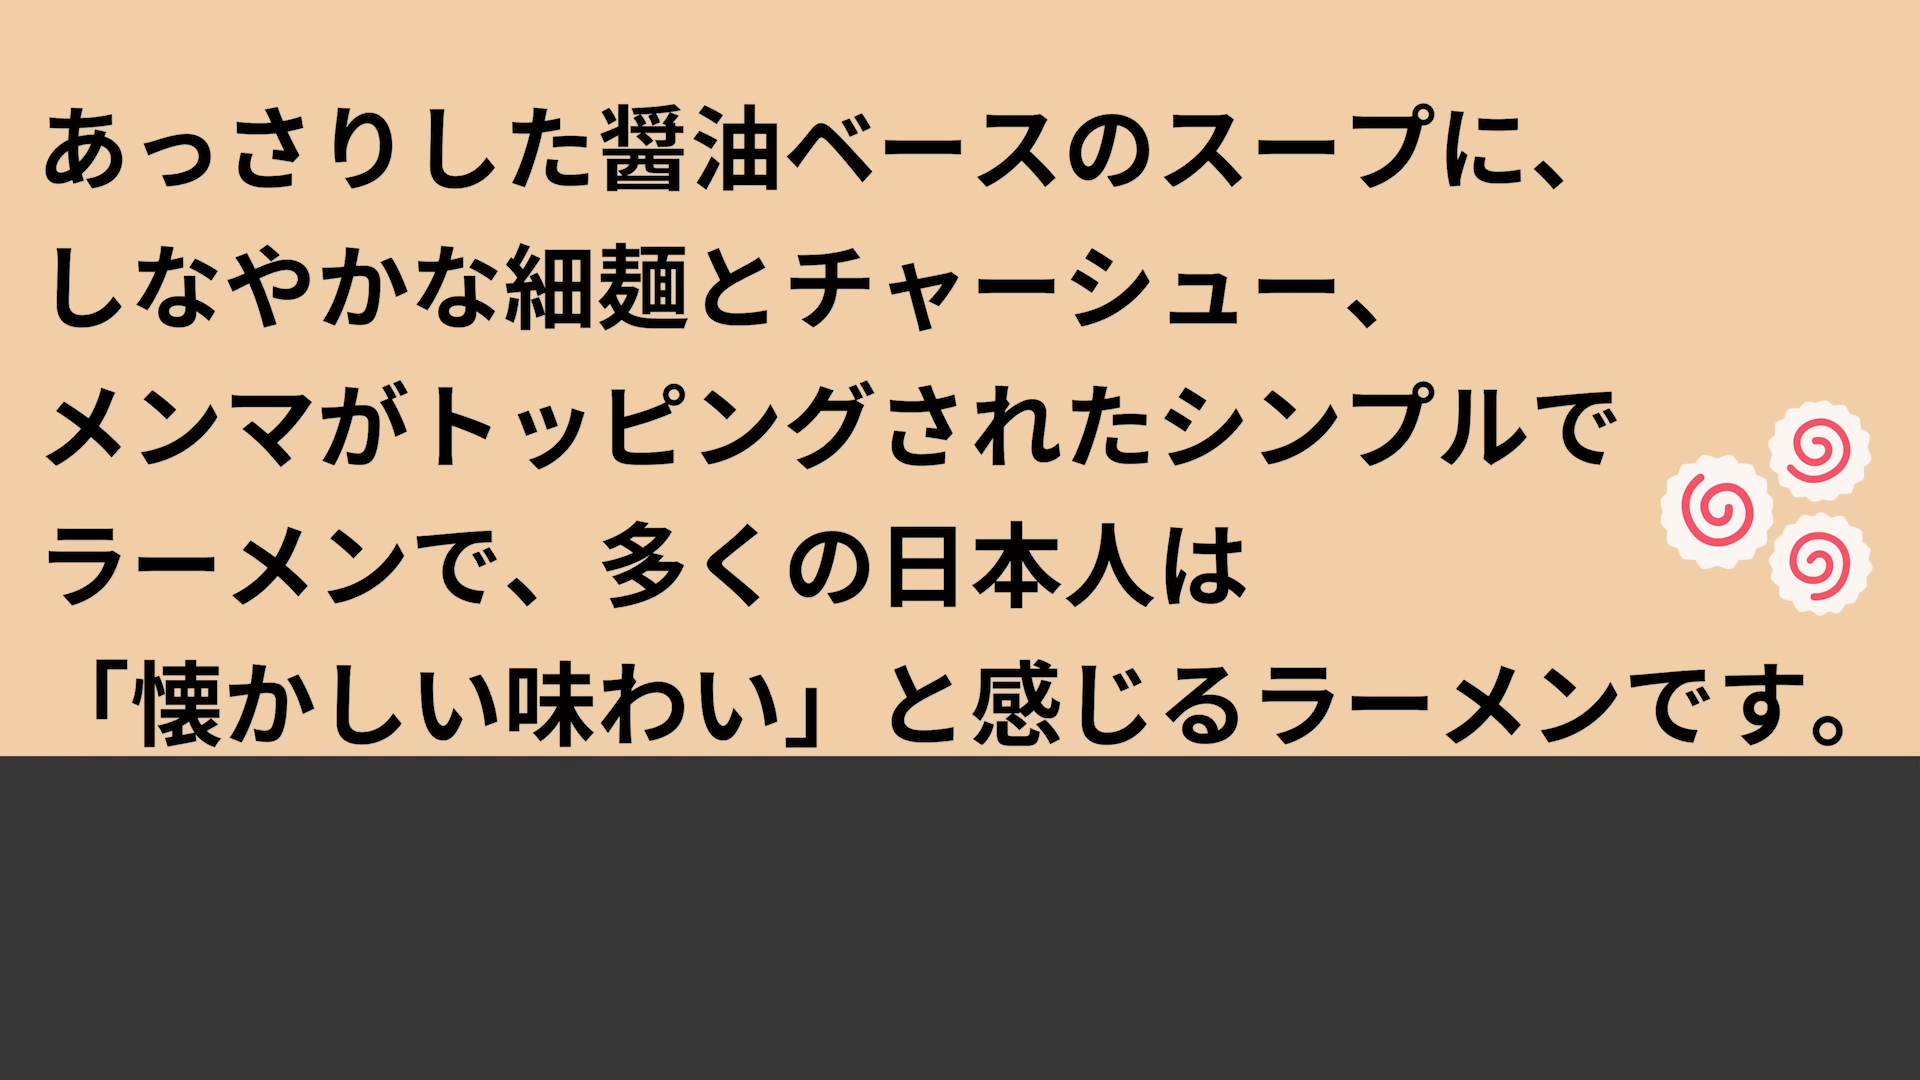 あっさりした醤油ベースのスープに、
しなやかな細麺とチャーシュー、
メンマがトッピングされたシンプルで
ラーメンで、多くの日本人は
「懐かしい味わい」と感じるラーメンです。